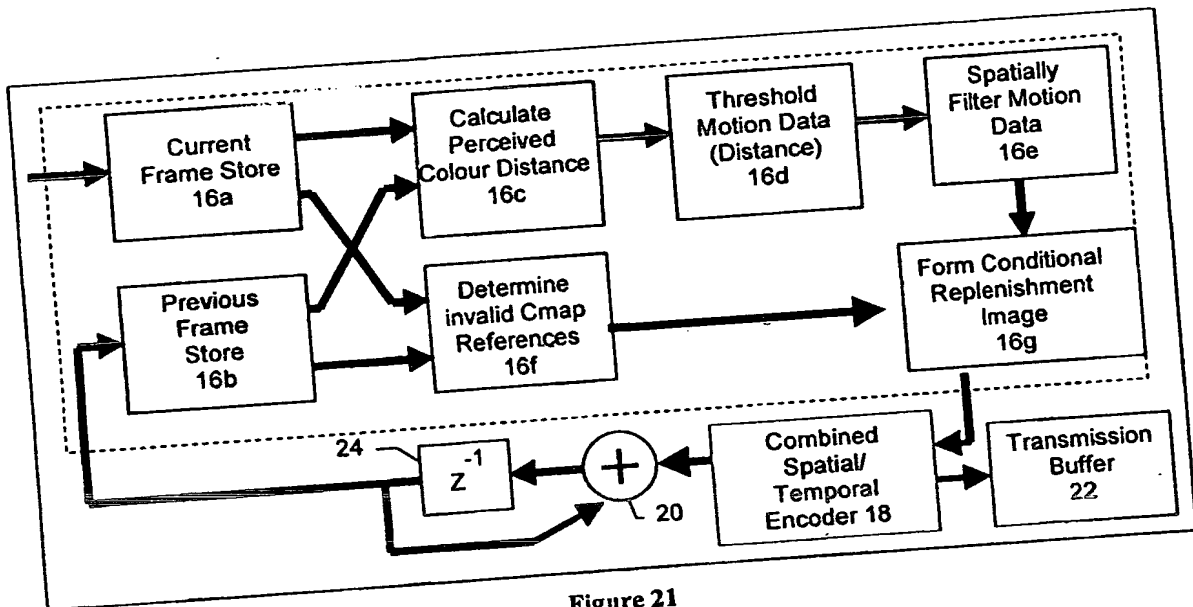 Current
Frame Store
16a
Calculate
Perceived
Colour Distance
16c
Threshold
Motion Data
(Distance)
16d
Spatially
Filter Motion
Data
16e
Previous
Frame
Store
16b
Determine
invalid Cmap
References
16f
Form Conditional
Replenishment
Image
16g
24
z-1
+
20
Combined
Spatial/
Temporal
Encoder 18
Transmission
Buffer
22
Figure 21